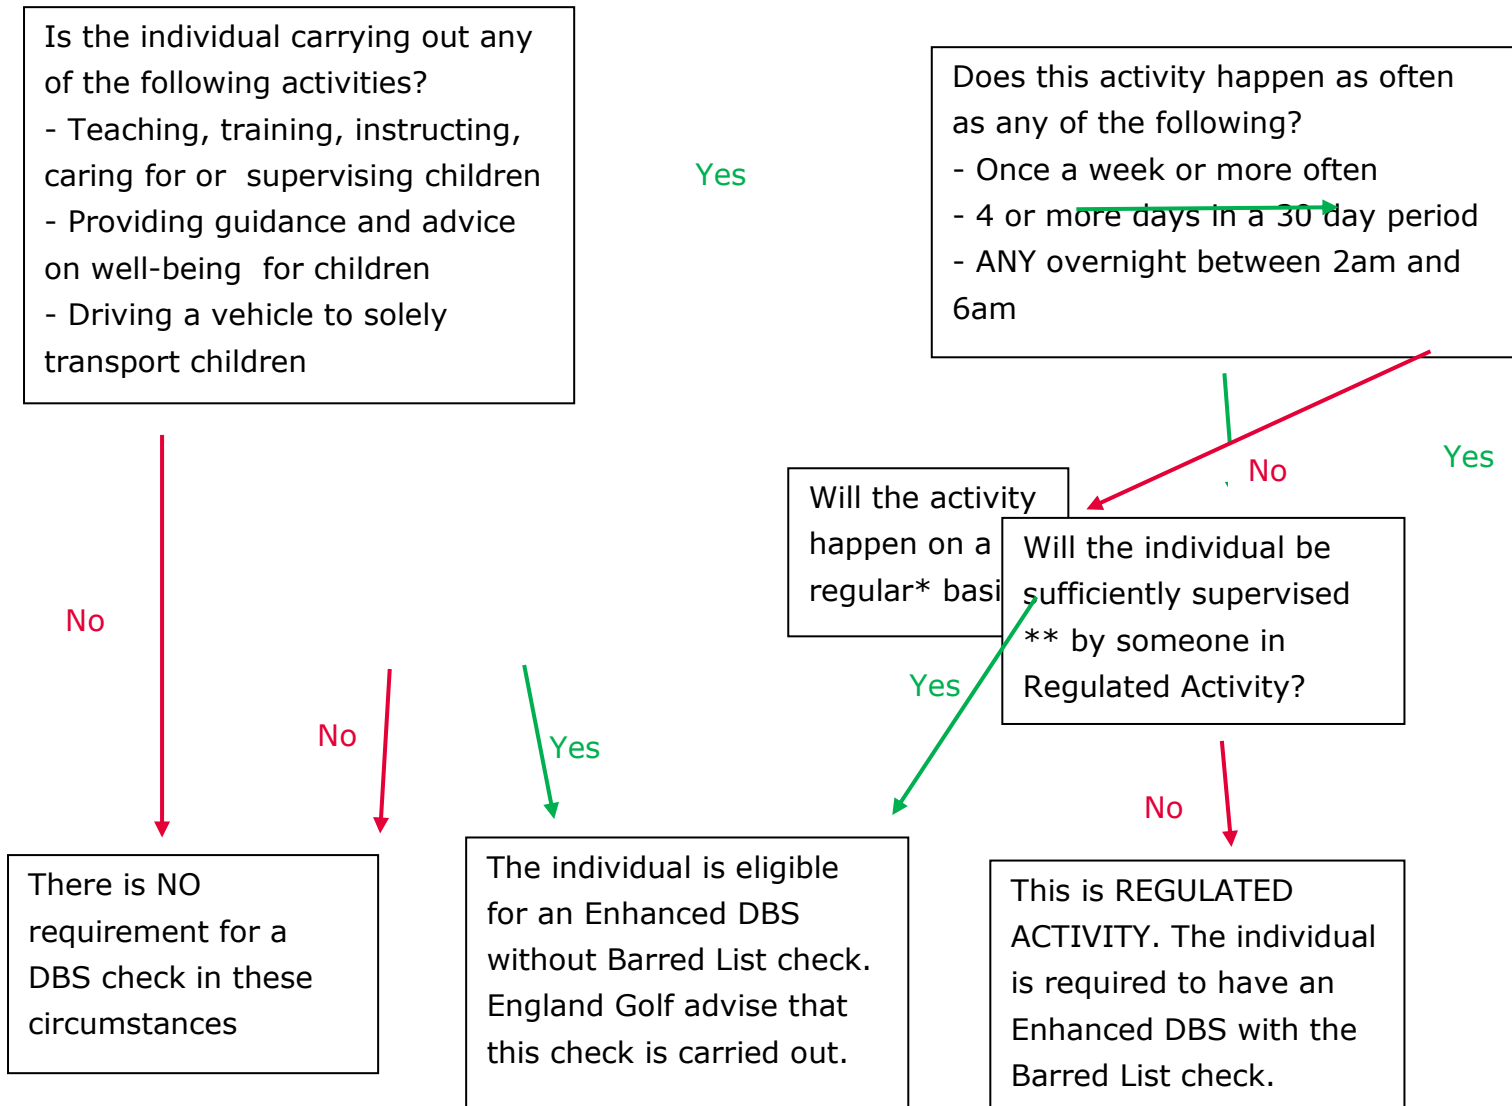 Is the individual carrying out any
of the following activities?
- Teaching, training, instructing,
caring for or  supervising children
- Providing guidance and advice
on well-being  for children
- Driving a vehicle to solely
transport children
Yes
Does this activity happen as often
as any of the following?
- Once a week or more often
- 4 or more days in a 30 day period
- ANY overnight between 2am and
6am
No
Yes
Will the activity
happen on a
regular* basi
Will the individual be
sufficiently supervised
** by someone in
Regulated Activity?
No
Yes
No
Yes
No
There is NO
requirement for a
DBS check in these
circumstances
The individual is eligible
for an Enhanced DBS
without Barred List check.
England Golf advise that
this check is carried out.
This is REGULATED
ACTIVITY. The individual
is required to have an
Enhanced DBS with the
Barred List check.